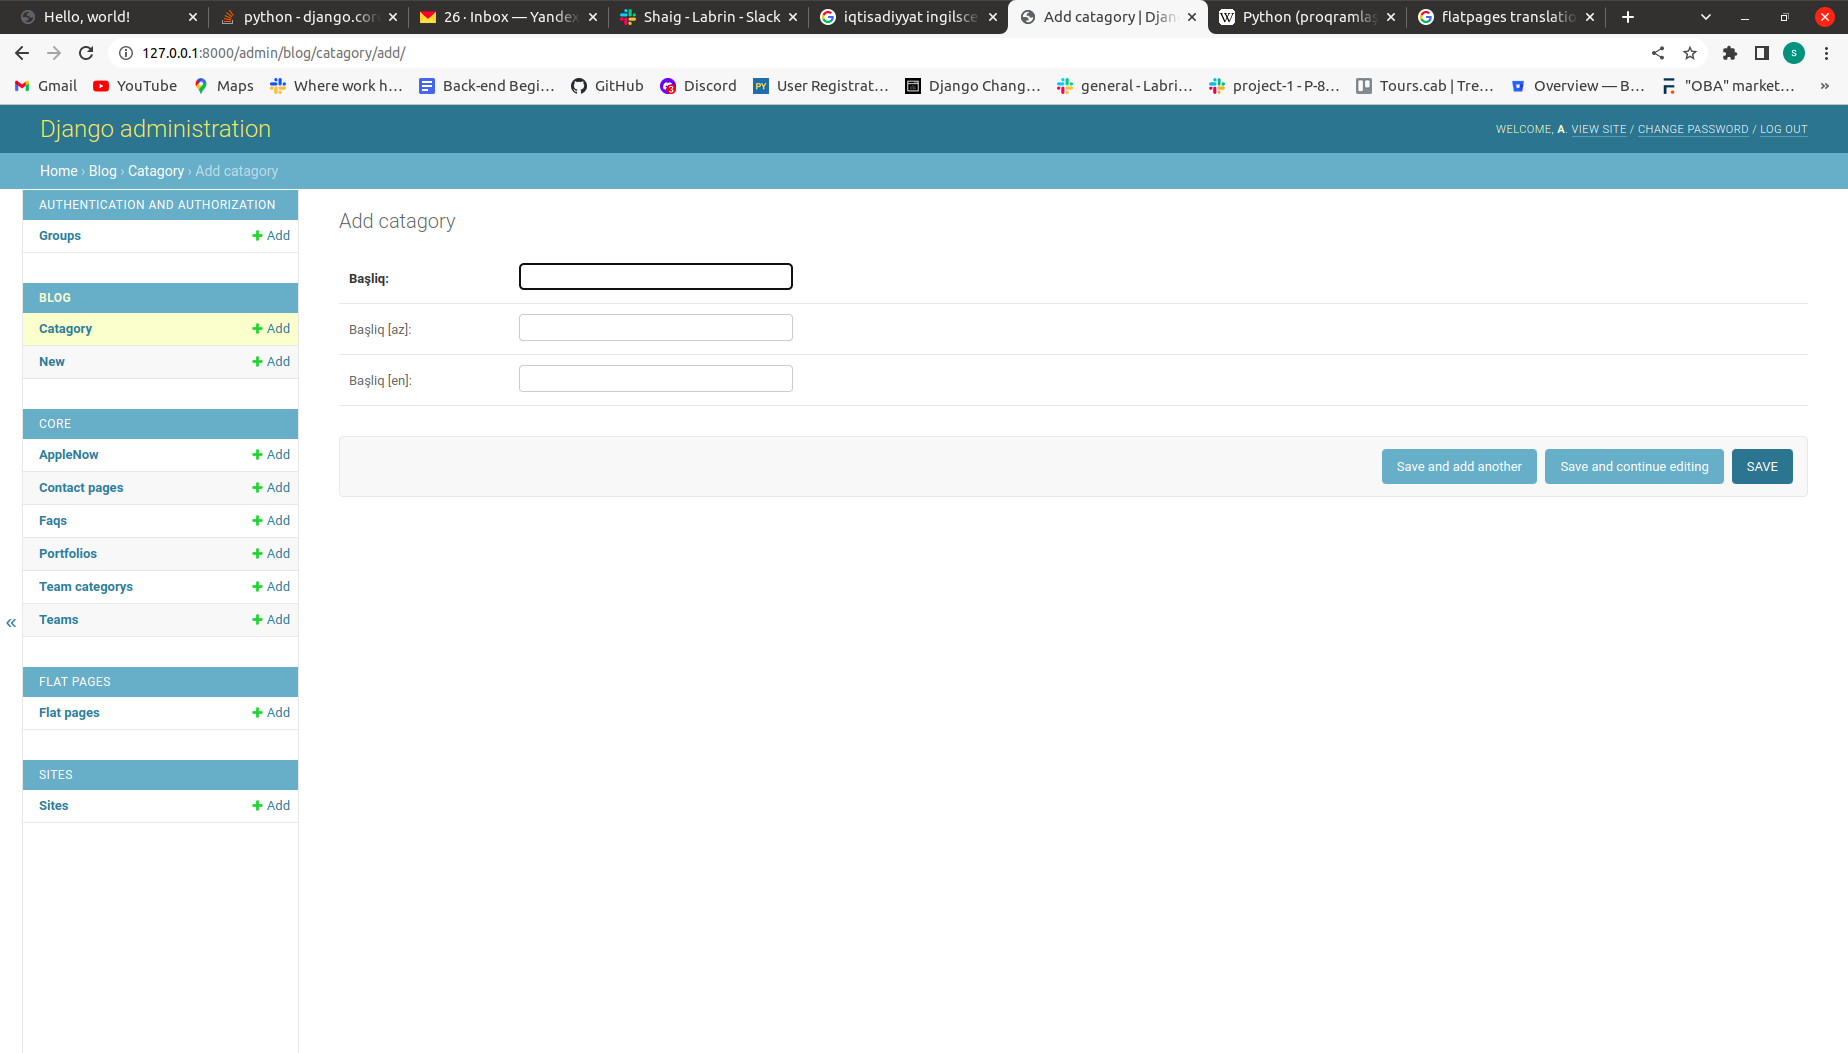 Hello, world!
python - django.cor
26 · Inbox — Yandex
Shaig - Labrin - Slack
iqtisadiyyat ingilsce
Add catagory | Djan
Python (proqramlaş
flatpages translatio
127.0.0.1:8000/admin/blog/catagory/add/
S
Gmail
YouTube
Maps
Where work h...
Back-end Begi...
GitHub
Discord
User Registrat...
Django Chang...
general - Labri...
project-1 - P-8...
Tours.cab | Tre...
Overview — B...
"OBA" market...
»
Django administration
WELCOME, A. VIEW SITE / CHANGE PASSWORD / LOG OUT
Home › Blog › Catagory › Add catagory
AUTHENTICATION AND AUTHORIZATION
Groups + Add
BLOG
Catagory + Add
New + Add
CORE
AppleNow + Add
Contact pages + Add
Faqs + Add
Portfolios + Add
Team categorys + Add
Teams + Add
FLAT PAGES
Flat pages + Add
SITES
Sites + Add
«
Add catagory
Başliq:
Başliq [az]:
Başliq [en]:
Save and add another
Save and continue editing
SAVE